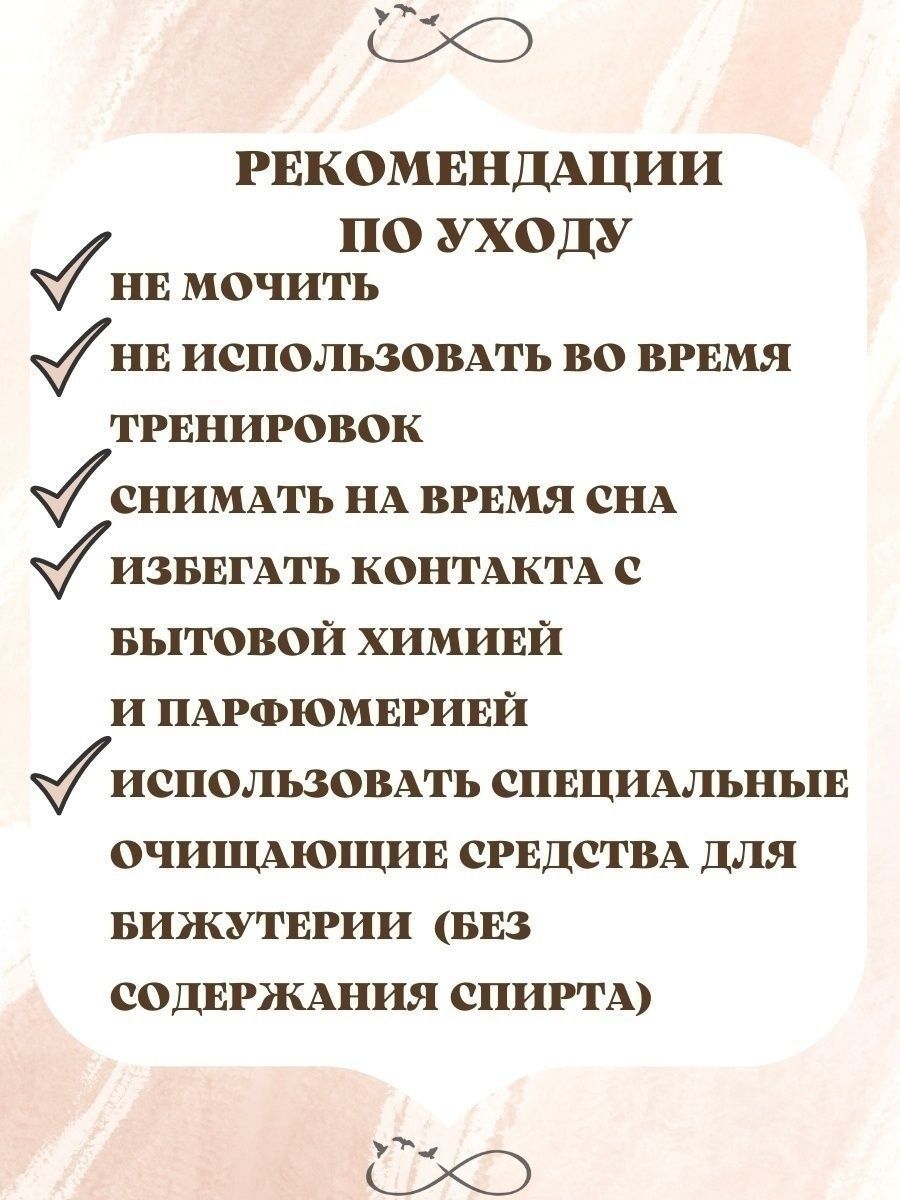 РЕКОМЕНДАЦИИ
ПО УХОДУ
НЕ МОЧИТЬ
НЕ ИСПОЛЬЗОВАТЬ ВО ВРЕМЯ
ТРЕНИРОВОК
СНИМАТЬ НА ВРЕМЯ СНА
ИЗБЕГАТЬ КОНТАКТА С
БЫТОВОЙ ХИМИЕЙ
И ПАРФЮМЕРИЕЙ
ИСПОЛЬЗОВАТЬ СПЕЦИАЛЬНЫЕ
ОЧИЩАЮЩИЕ СРЕДСТВА ДЛЯ
БИЖУТЕРИИ (БЕЗ
СОДЕРЖАНИЯ СПИРТА)